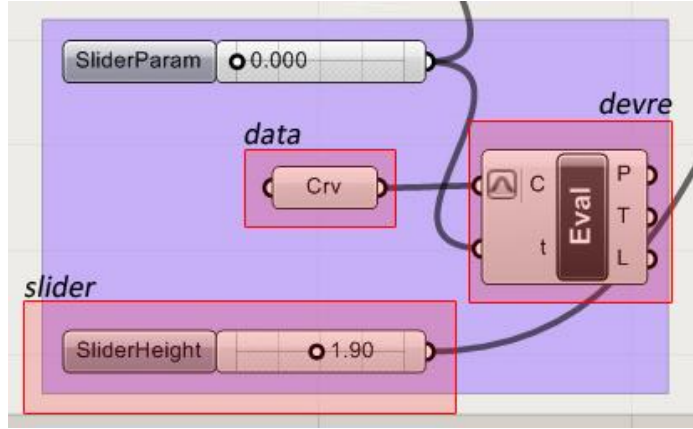 SliderParam 0.000
devre
data
Crv
C Eval P
T
t L
slider
SliderHeight 1.90